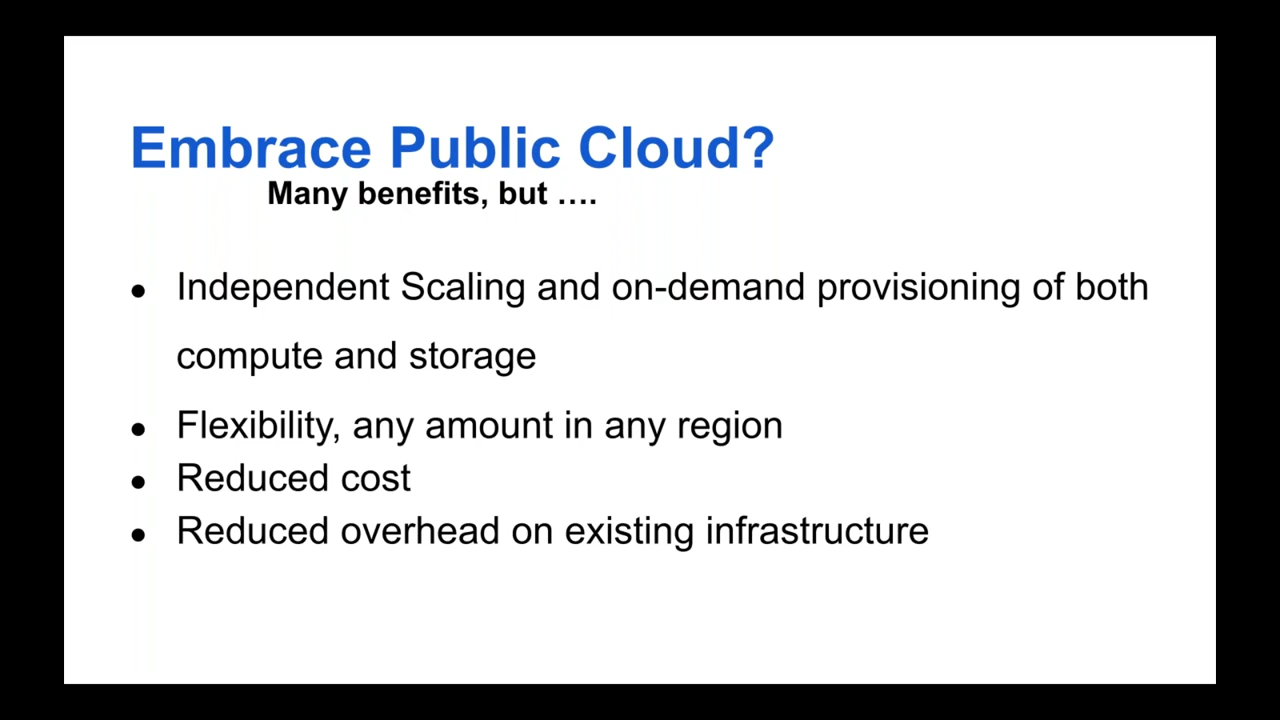 Embrace Public Cloud?
Many benefits, but ....
● Independent Scaling and on-demand provisioning of both
compute and storage
● Flexibility, any amount in any region
● Reduced cost
● Reduced overhead on existing infrastructure